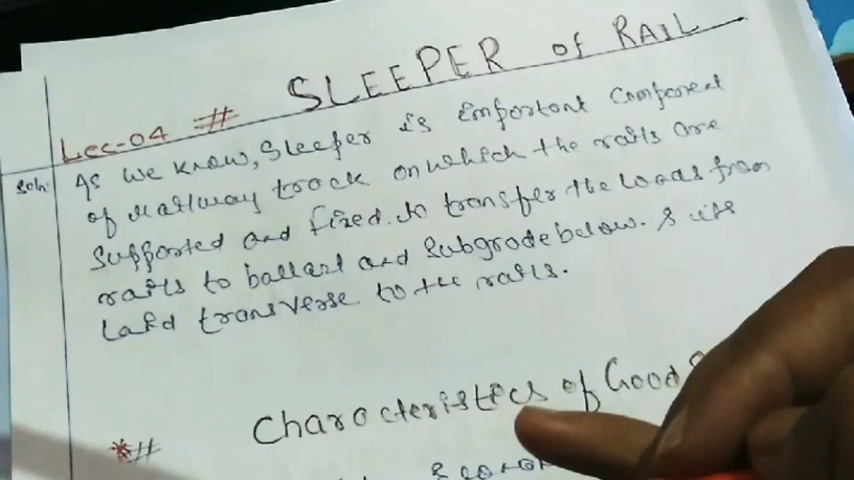 SLEEPER of RAIL
Lec-04 #
Soln: As we know, Sleeper is important Component
of railway track on which the rails are
supported and fixed. to transfer the loads from
rails to ballast and subgrade below. & its
laid transverse to the rails.
*# Characteristics of Good